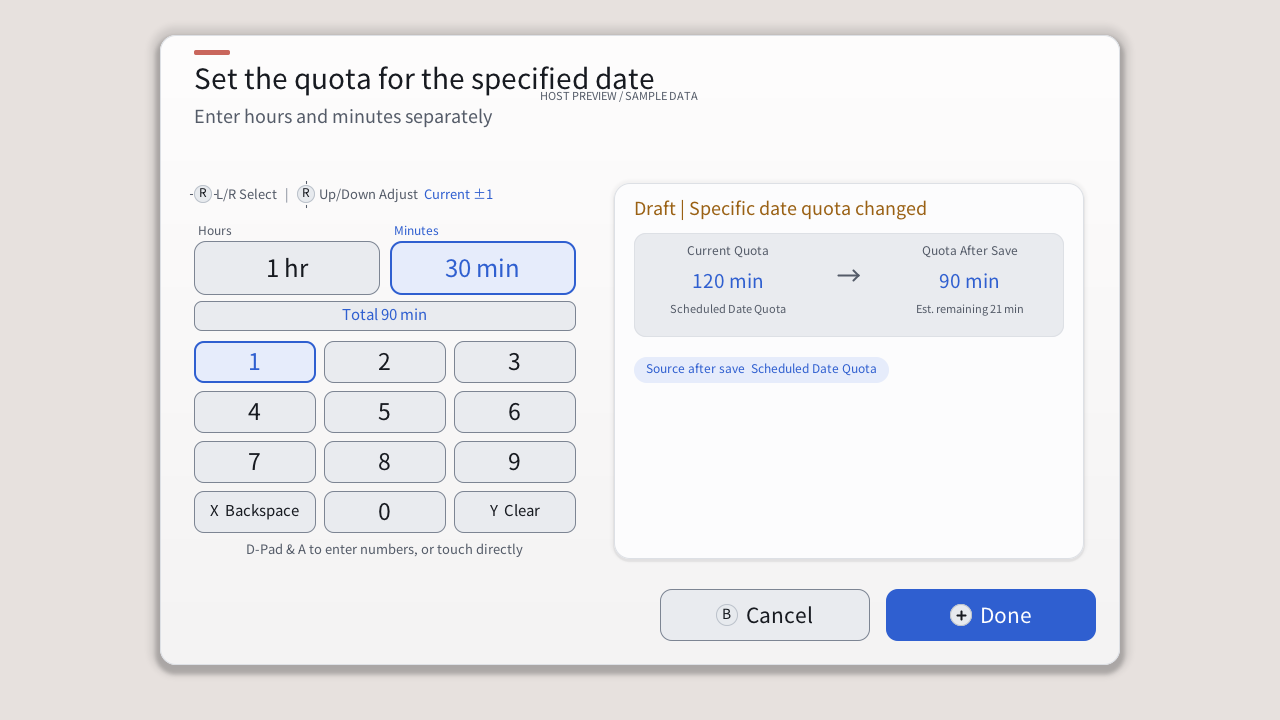 Set the quota for the specified date
HOST PREVIEW / SAMPLE DATA
Enter hours and minutes separately
R L/R Select | R Up/Down Adjust Current ±1
Hours Minutes
1 hr 30 min
Total 90 min
1 2 3
4 5 6
7 8 9
X Backspace 0 Y Clear
D-Pad & A to enter numbers, or touch directly
Draft | Specific date quota changed
Current Quota Quota After Save
120 min → 90 min
Scheduled Date Quota Est. remaining 21 min
Source after save Scheduled Date Quota
B Cancel + Done